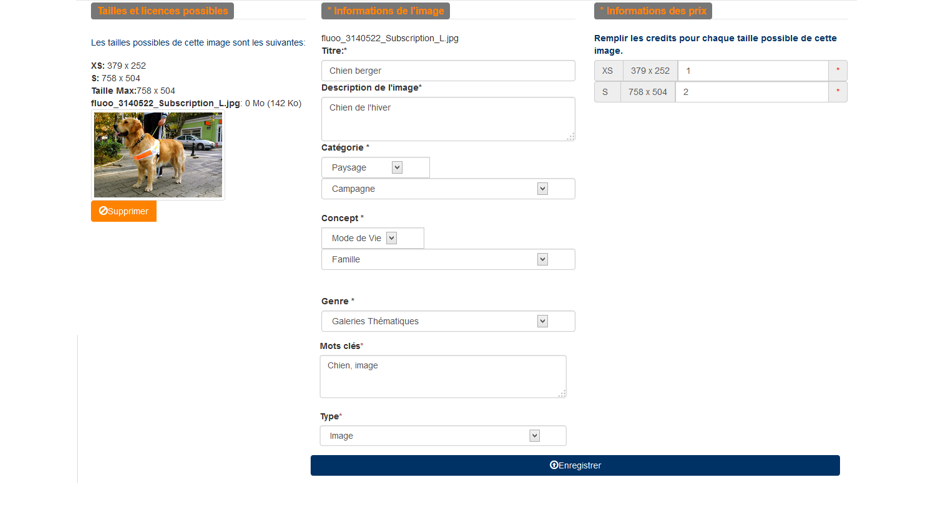 Tailles et licences possibles
Les tailles possibles de cette image sont les suivantes:
XS: 379 x 252
S: 758 x 504
Taille Max:758 x 504
fluoo_3140522_Subscription_L.jpg: 0 Mo (142 Ko)
Supprimer
* Informations de l'image
fluoo_3140522_Subscription_L.jpg
Titre:*
Chien berger
Description de l'image*
Chien de l'hiver
Catégorie *
Paysage
Campagne
Concept *
Mode de Vie
Famille
Genre *
Galeries Thématiques
Mots clés*
Chien, image
Type*
Image
Enregistrer
* Informations des prix
Remplir les credits pour chaque taille possible de cette
image.
XS 379 x 252 1 *
S 758 x 504 2 *